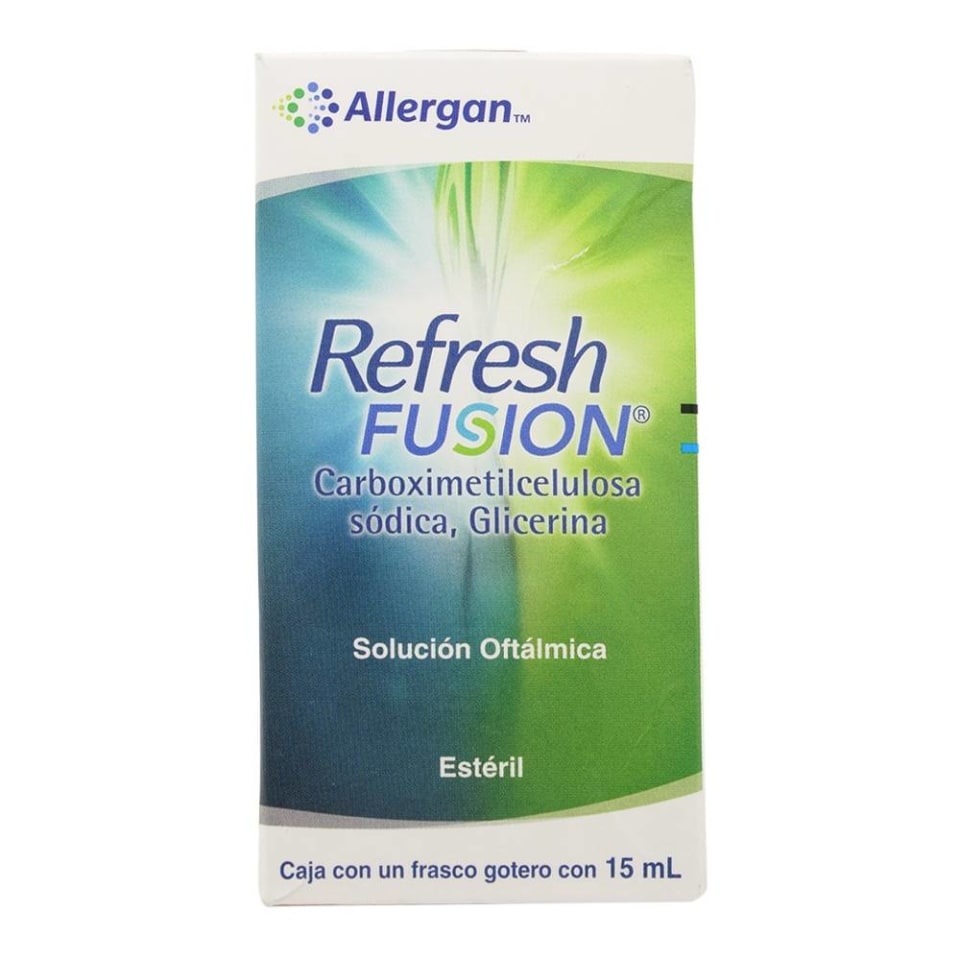 Allergan™
Refresh
FUSION®
Carboximetilcelulosa
sódica, Glicerina
Solución Oftálmica
Estéril
Caja con un frasco gotero con 15 mL